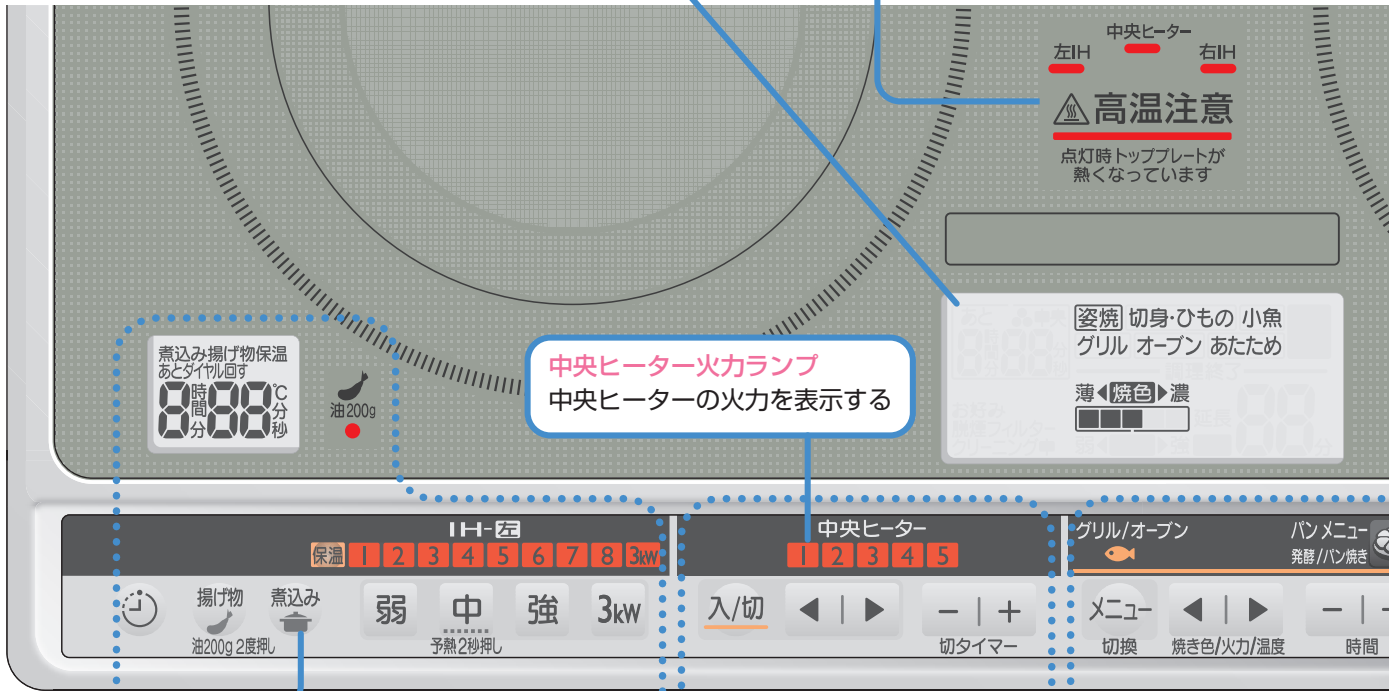 中央ヒーター
左IH
右IH
高温注意
点灯時トッププレートが
熱くなっています
煮込み揚げ物保温
あとダイヤル回す
8時間分88℃分秒
油200g
中央ヒーター火力ランプ
中央ヒーターの火力を表示する
姿焼 切身・ひもの 小魚
グリル オーブン あたため
薄◀焼色▶濃
IH-左
保温 1 2 3 4 5 6 7 8 3kW
中央ヒーター
1 2 3 4 5
グリル/オーブン
パンメニュー
発酵/パン焼き
揚げ物
油200g 2度押し
煮込み
弱
中
予熱2秒押し
強
3kW
入/切
◀ | ▶
− | +
切タイマー
メニュー
切換
◀ | ▶
焼き色/火力/温度
− |
時間